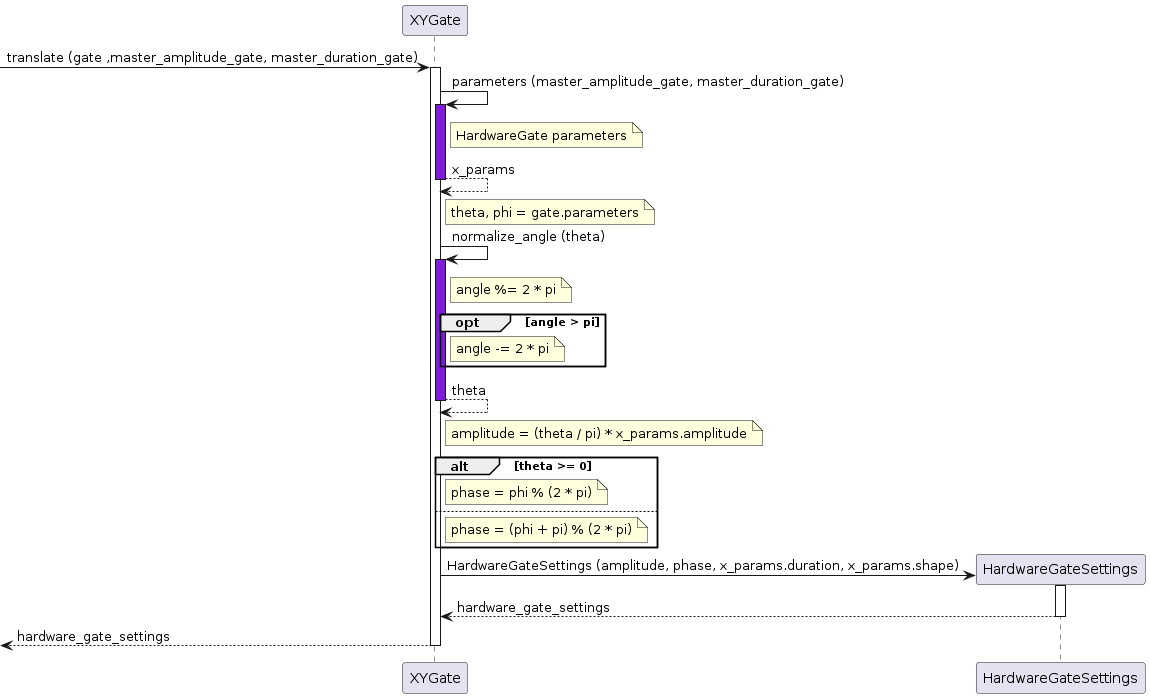 XYGate
translate (gate ,master_amplitude_gate, master_duration_gate)
parameters (master_amplitude_gate, master_duration_gate)
HardwareGate parameters
x_params
theta, phi = gate.parameters
normalize_angle (theta)
angle %= 2 * pi
opt [angle > pi]
angle -= 2 * pi
theta
amplitude = (theta / pi) * x_params.amplitude
alt [theta >= 0]
phase = phi % (2 * pi)
phase = (phi + pi) % (2 * pi)
HardwareGateSettings (amplitude, phase, x_params.duration, x_params.shape)
HardwareGateSettings
hardware_gate_settings
hardware_gate_settings
XYGate
HardwareGateSettings